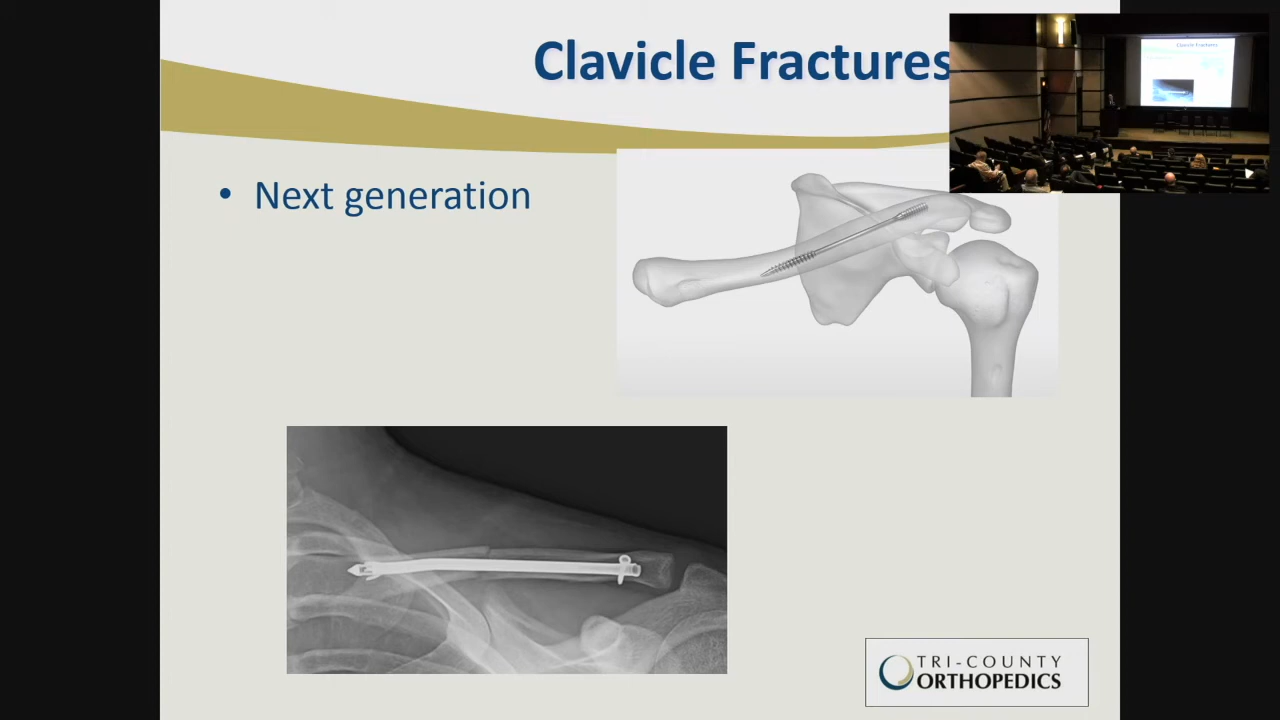 Clavicle Fractures
• Next generation
TRI-COUNTY
ORTHOPEDICS